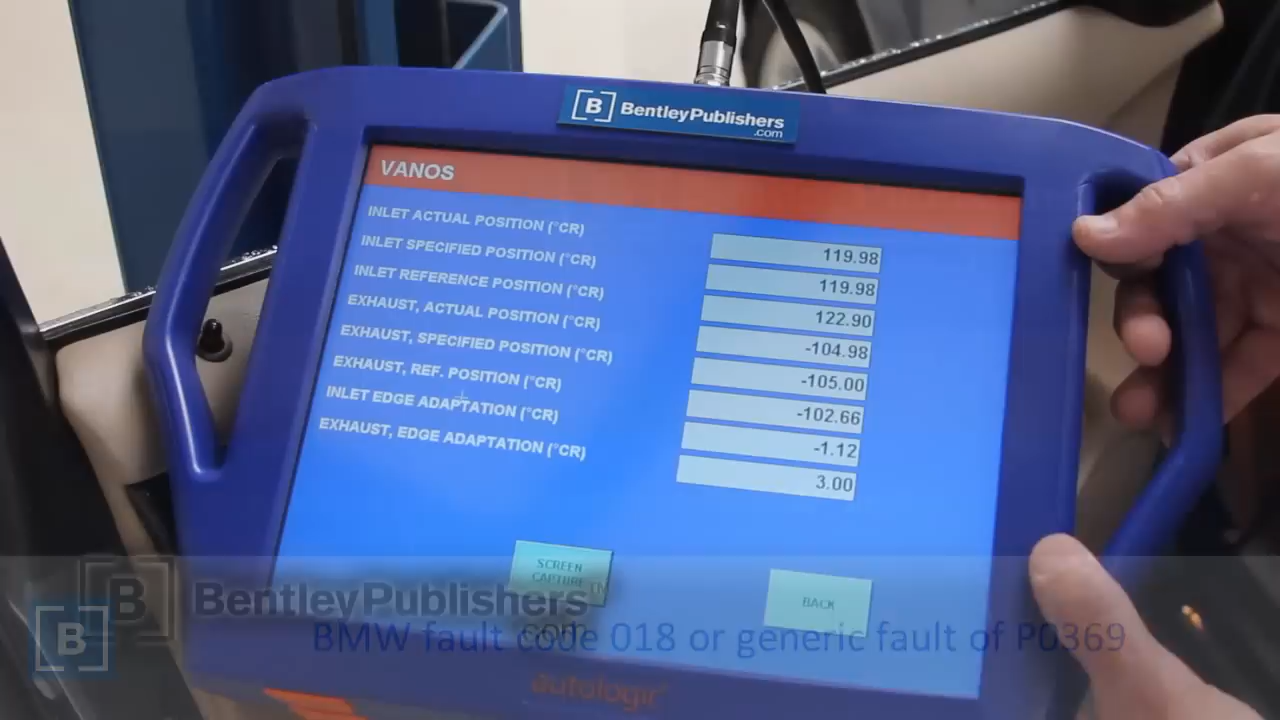 [B] BentleyPublishers
.com
VANOS
INLET ACTUAL POSITION (°CR) 119.98
INLET SPECIFIED POSITION (°CR) 119.98
INLET REFERENCE POSITION (°CR) 122.90
EXHAUST, ACTUAL POSITION (°CR) -104.98
EXHAUST, SPECIFIED POSITION (°CR) -105.00
EXHAUST, REF. POSITION (°CR) -102.66
INLET EDGE ADAPTATION (°CR) -1.12
EXHAUST, EDGE ADAPTATION (°CR) 3.00
SCREEN
CAPTURE
BACK
B BentleyPublishers
.com
B
BMW fault code 018 or generic fault of P0369
autologic